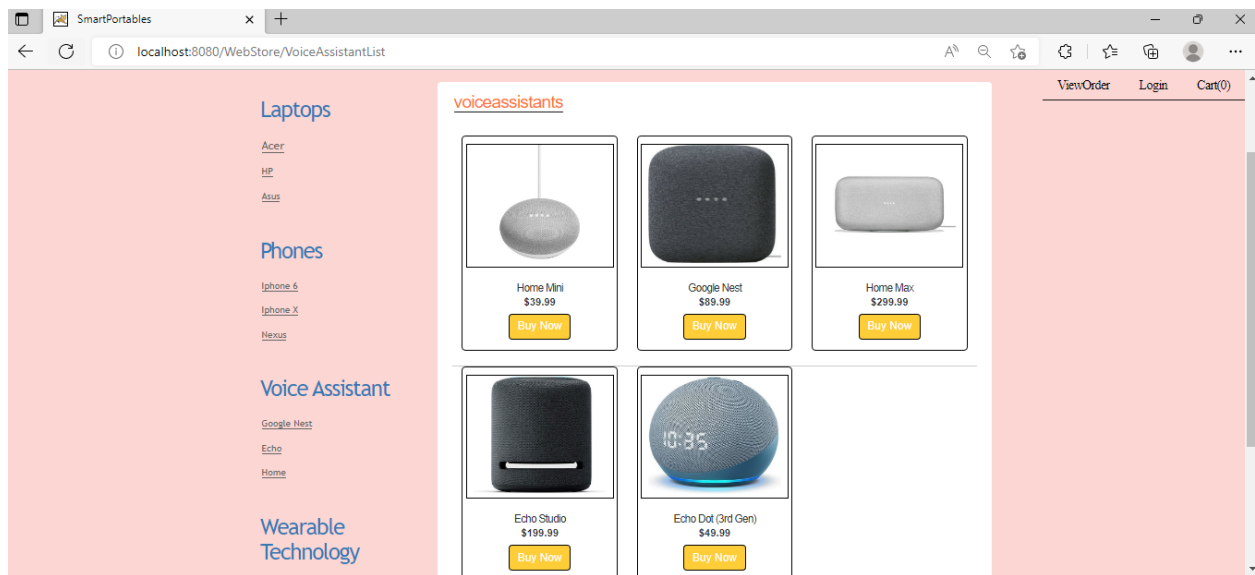 SmartPortables
localhost:8080/WebStore/VoiceAssistantList
ViewOrder Login Cart(0)
Laptops
Acer
HP
Asus
Phones
Iphone 6
Iphone X
Nexus
Voice Assistant
Google Nest
Echo
Home
Wearable
Technology
voiceassistants
Home Mini
$39.99
Buy Now
Google Nest
$89.99
Buy Now
Home Max
$299.99
Buy Now
Echo Studio
$199.99
Buy Now
10:35
Echo Dot (3rd Gen)
$49.99
Buy Now